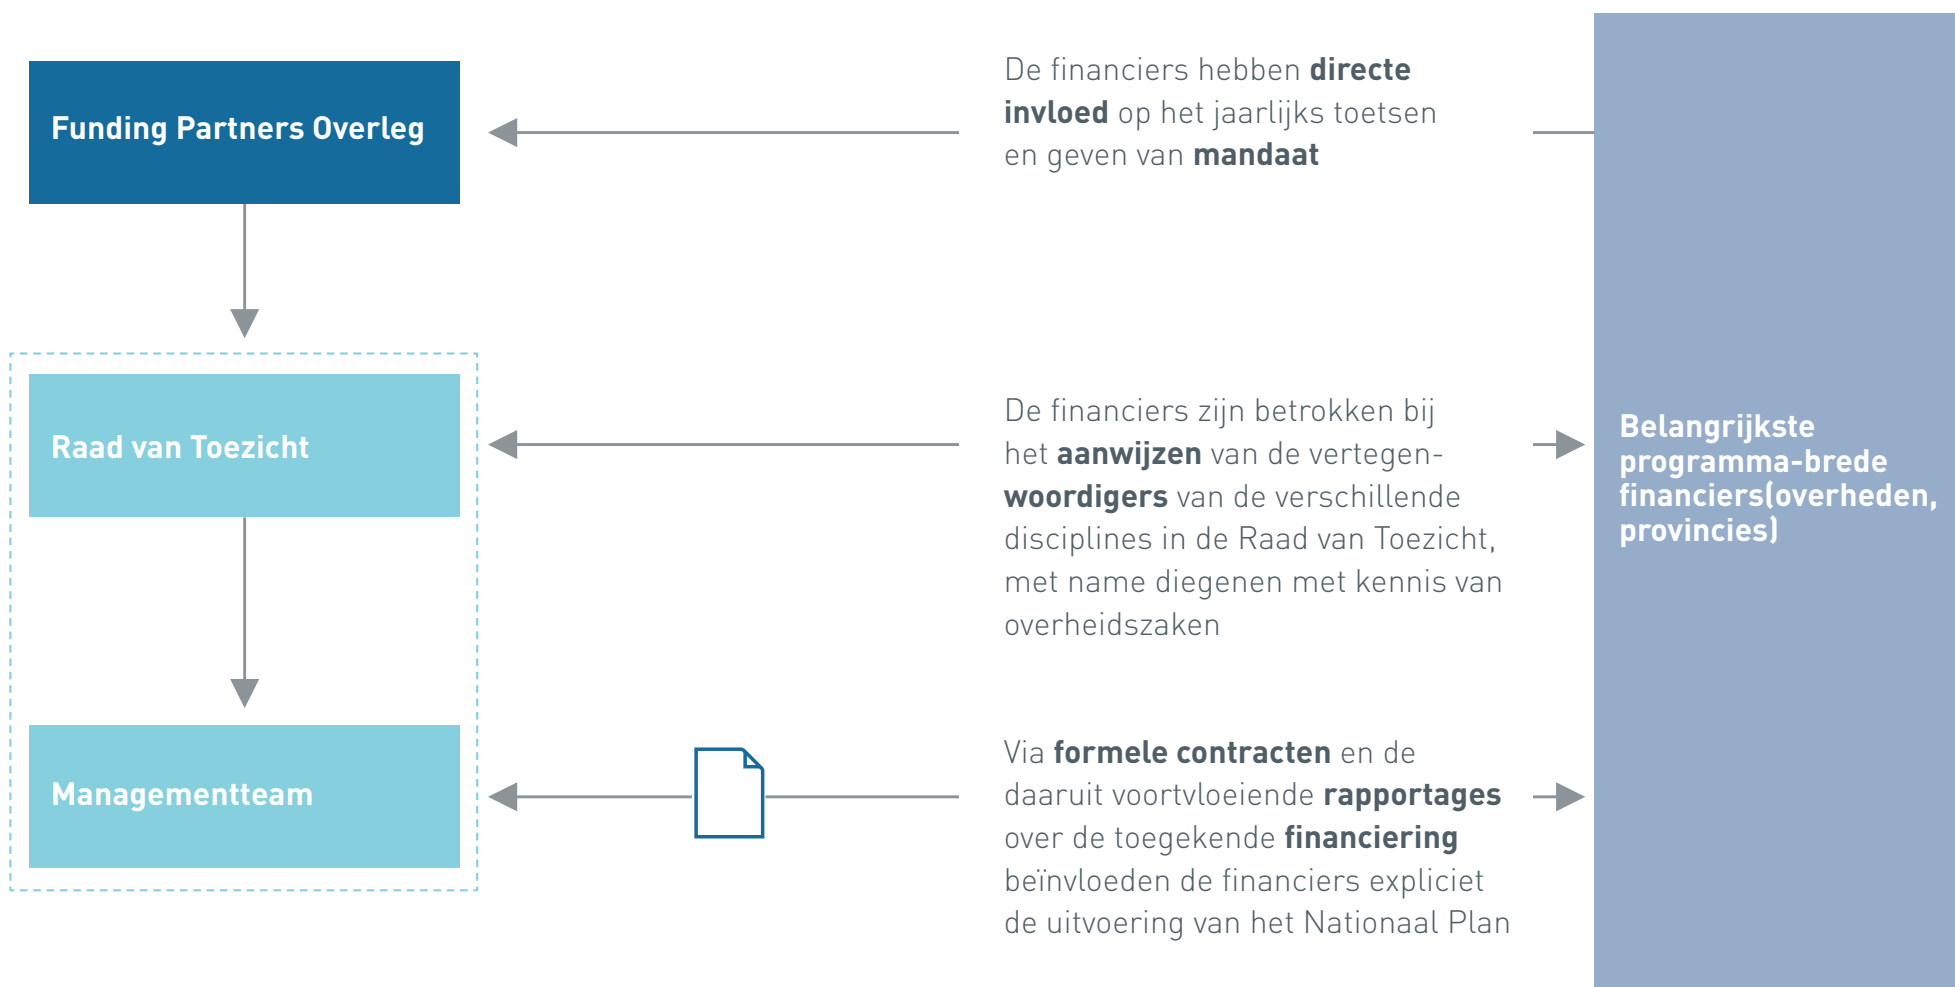 Funding Partners Overleg
De financiers hebben directe
invloed op het jaarlijks toetsen
en geven van mandaat
Raad van Toezicht
De financiers zijn betrokken bij
het aanwijzen van de vertegen-
woordigers van de verschillende
disciplines in de Raad van Toezicht,
met name diegenen met kennis van
overheidszaken
Managementteam
Via formele contracten en de
daaruit voortvloeiende rapportages
over de toegekende financiering
beïnvloeden de financiers expliciet
de uitvoering van het Nationaal Plan
Belangrijkste
programma-brede
financiers(overheden,
provincies)